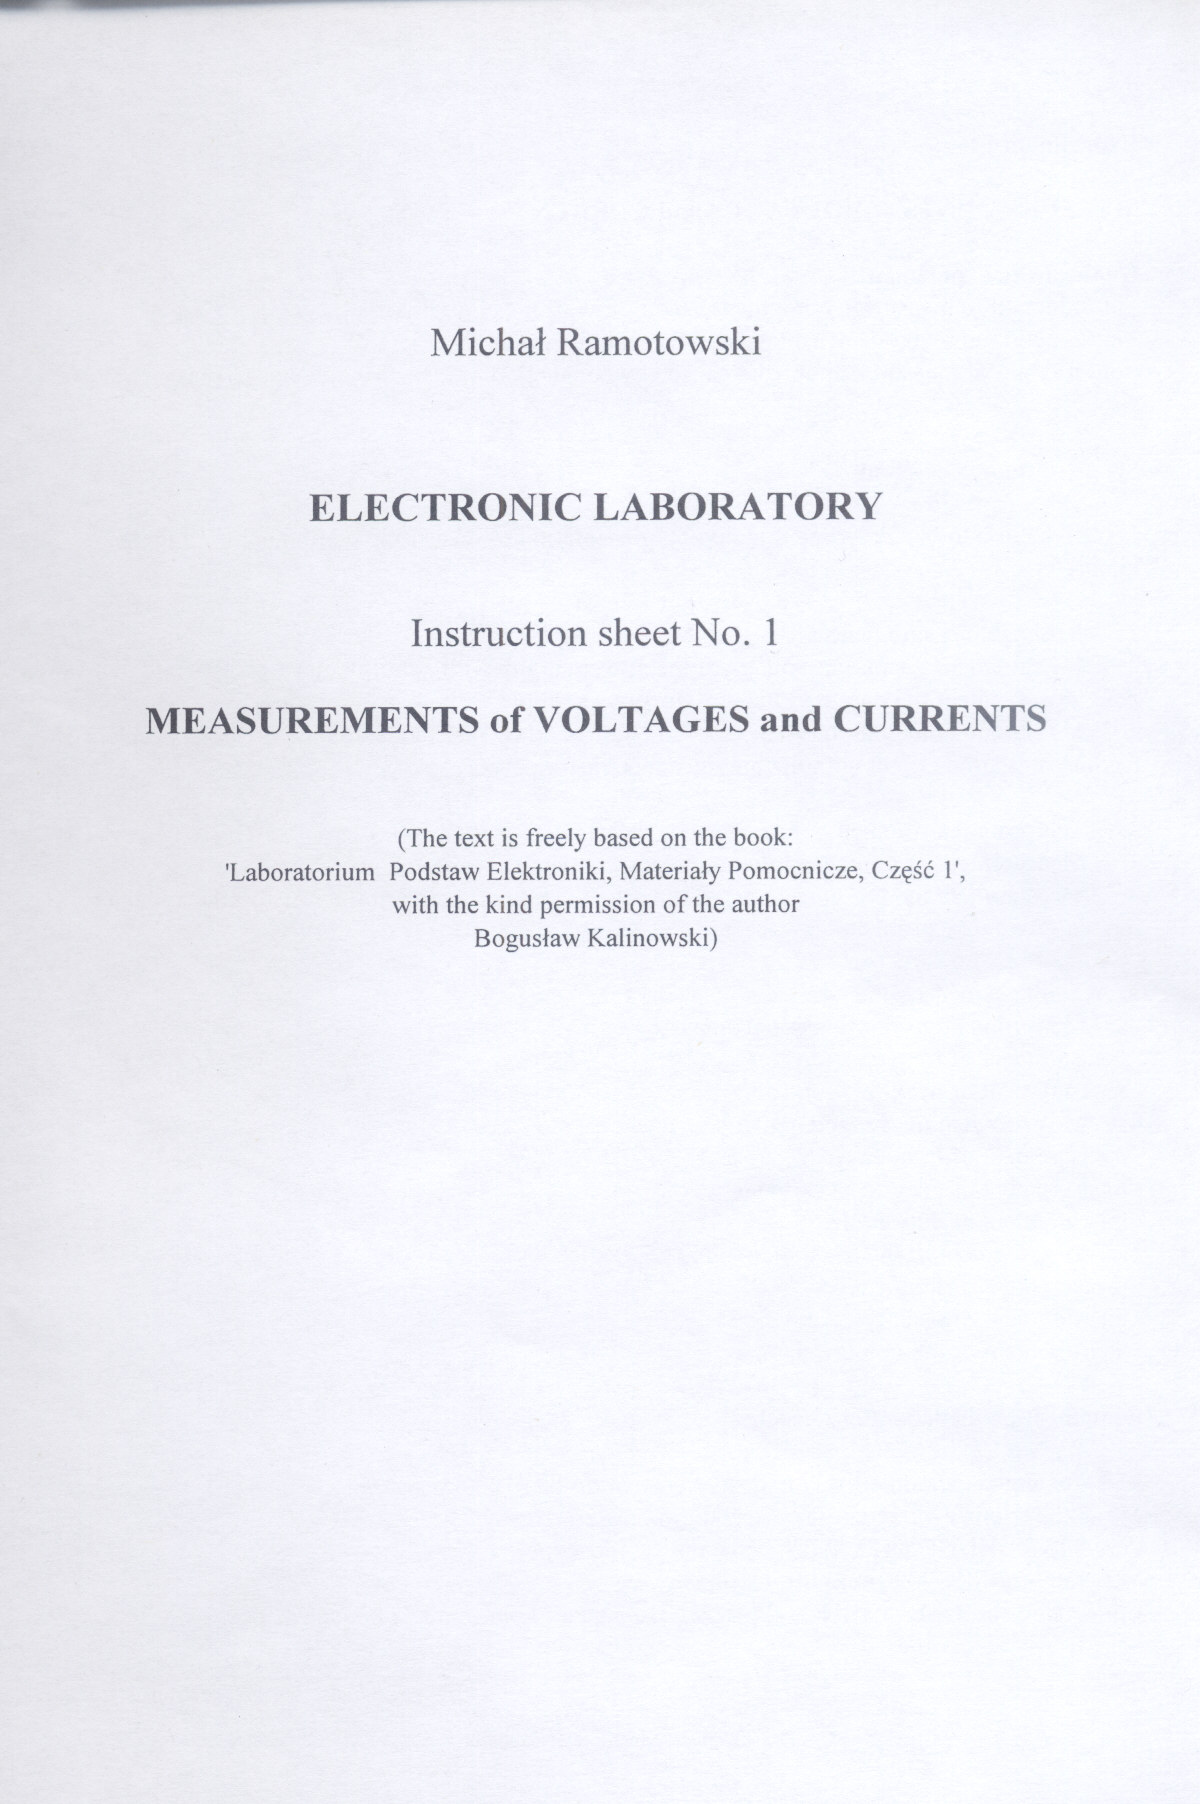 Michał Ramotowski
ELECTRONIC LABORATORY
Instruction sheet No. 1
MEASUREMENTS of VOLTAGES and CURRENTS
(The text is freely based on the book:
'Laboratorium Podstaw Elektroniki, Materiały Pomocnicze, Część 1',
with the kind permission of the author
Bogusław Kalinowski)